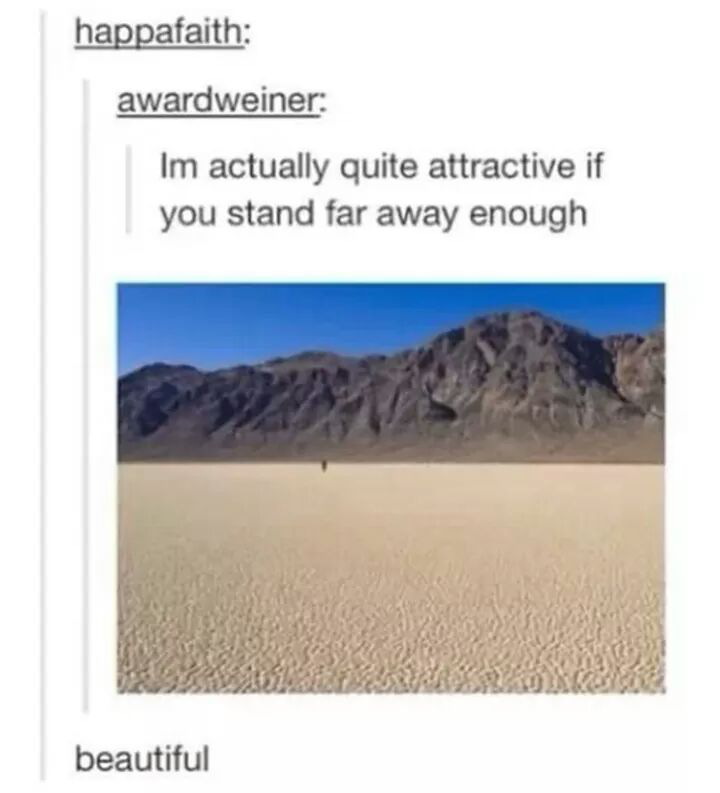 happafaith:
awardweiner:
Im actually quite attractive if
you stand far away enough
beautiful